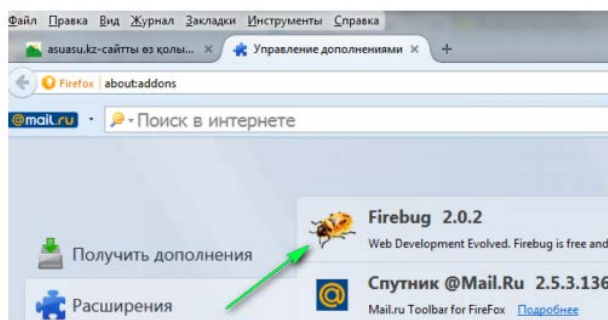 Файл Правка Вид Журнал Закладки Инструменты Справка
asuasu.kz-сайтты өз қолы... × Управление дополнениями × +
Firefox about:addons
@mail.ru Поиск в интернете
Firebug 2.0.2
Web Development Evolved. Firebug is free and
Получить дополнения
Спутник @Mail.Ru 2.5.3.136
Расширения
Mail.ru Toolbar for FireFox Подробнее